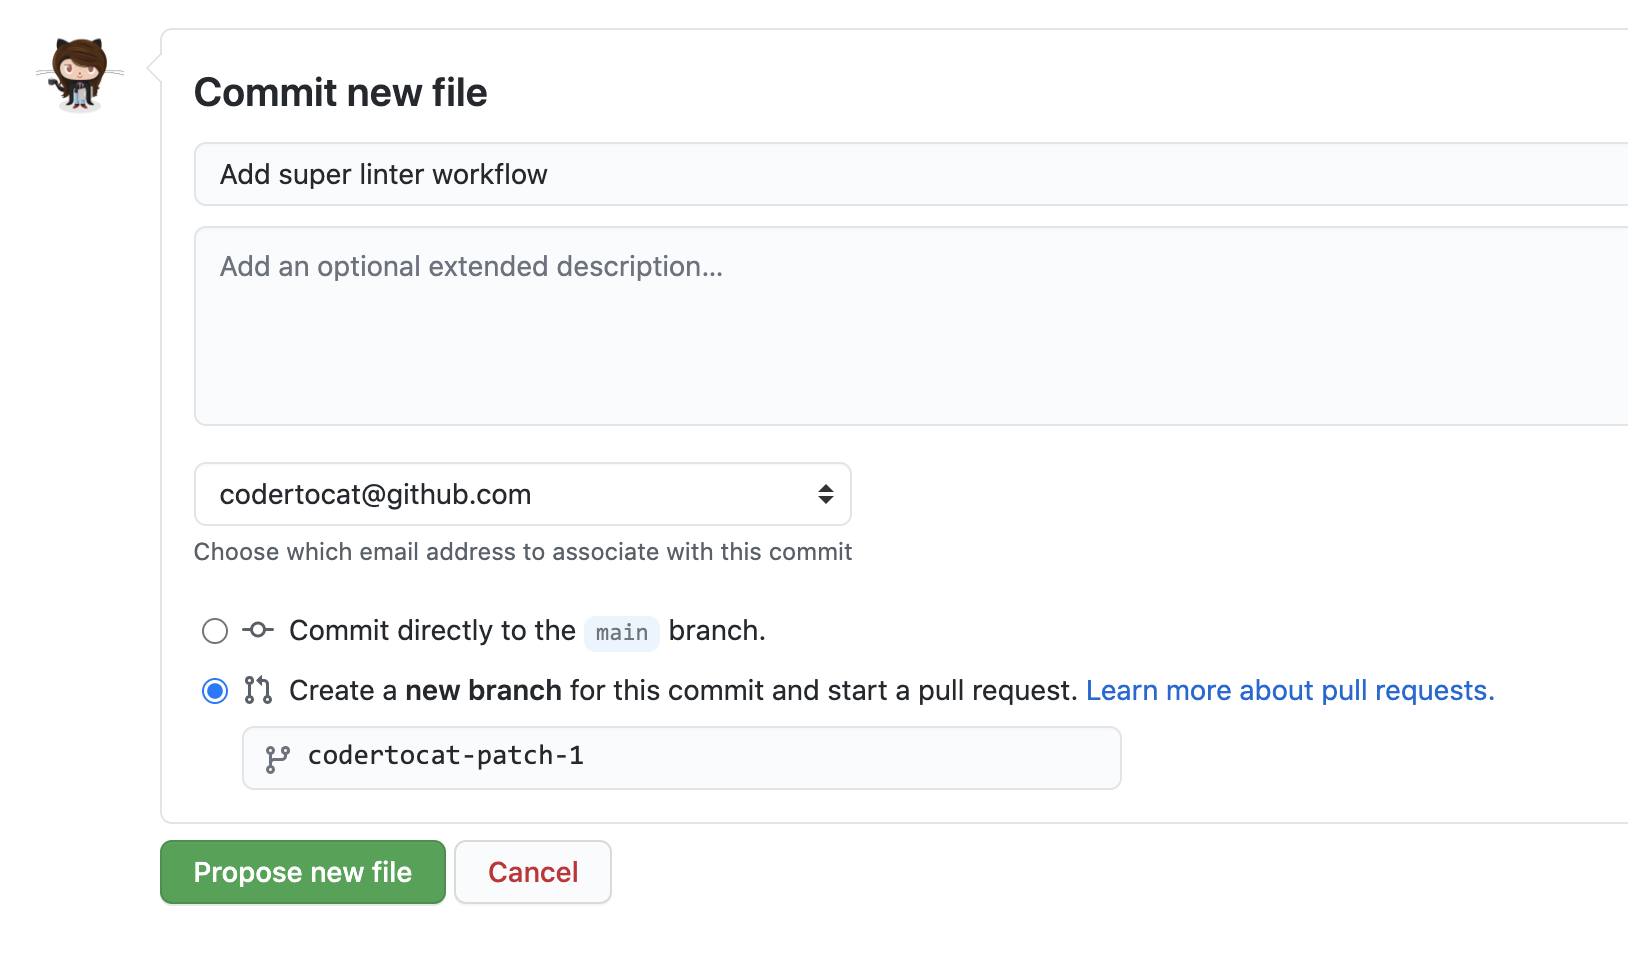 Commit new file
Add super linter workflow
Add an optional extended description...
codertocat@github.com
Choose which email address to associate with this commit
Commit directly to the main branch.
Create a new branch for this commit and start a pull request. Learn more about pull requests.
codertocat-patch-1
Propose new file Cancel